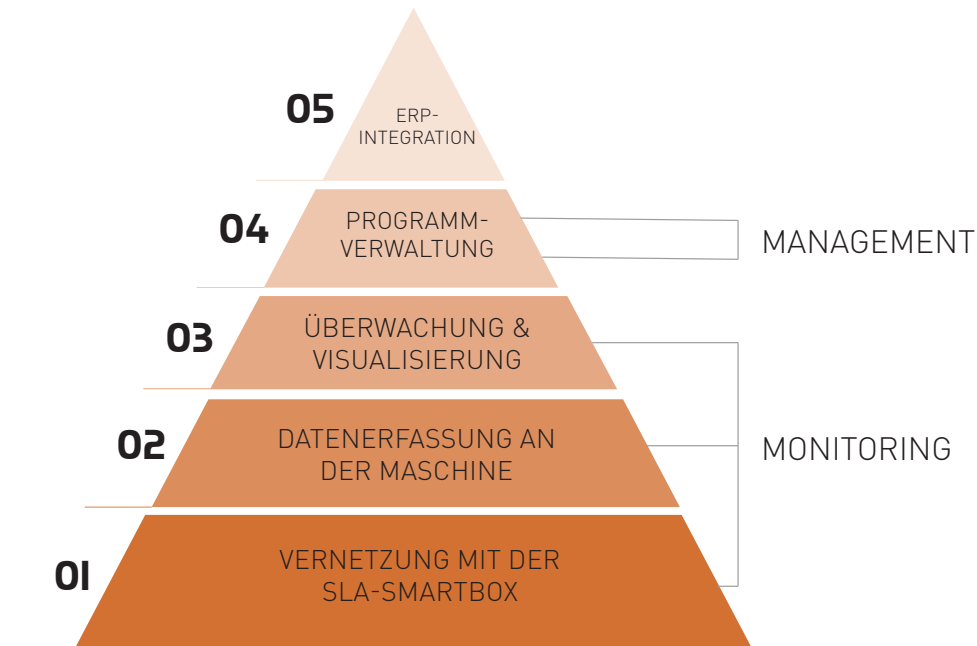 05
ERP-
INTEGRATION
04
PROGRAMM-
VERWALTUNG
MANAGEMENT
03
ÜBERWACHUNG &
VISUALISIERUNG
02
DATENERFASSUNG AN
DER MASCHINE
MONITORING
01
VERNETZUNG MIT DER
SLA-SMARTBOX